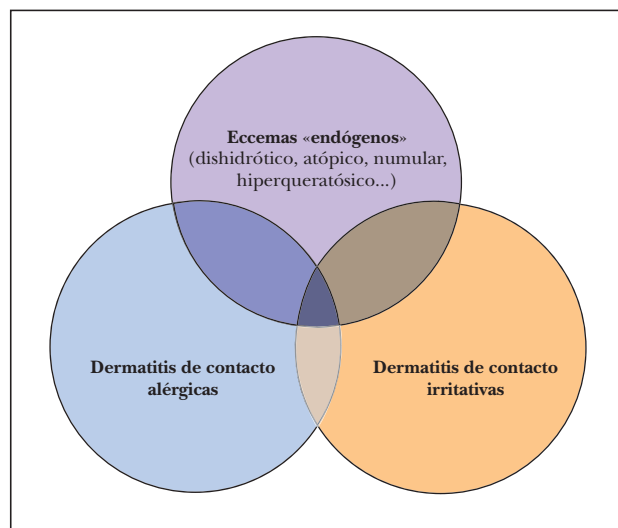 Eccemas «endógenos»
(dishidrótico, atópico, numular,
hiperqueratósico...)
Dermatitis de contacto
alérgicas
Dermatitis de contacto
irritativas